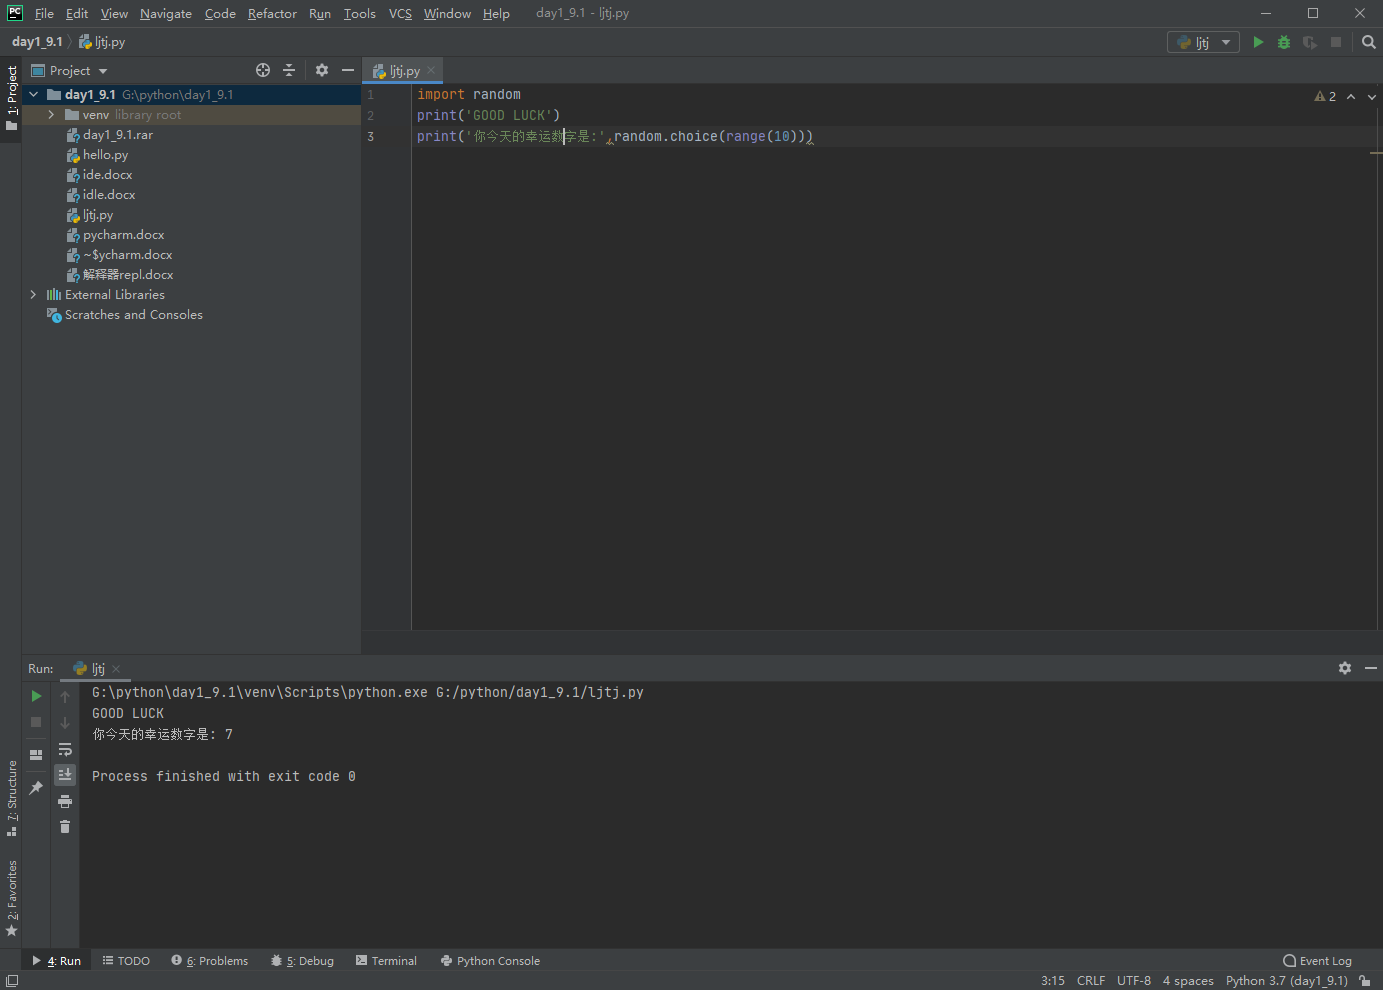 PC File Edit View Navigate Code Refactor Run Tools VCS Window Help day1_9.1 - ljtj.py
day1_9.1 ljtj.py ljtj
1: Project
Project
ljtj.py
day1_9.1 G:\python\day1_9.1
venv library root
day1_9.1.rar
hello.py
ide.docx
idle.docx
ljtj.py
pycharm.docx
~$ycharm.docx
解释器repl.docx
External Libraries
Scratches and Consoles
1 import random
2 print('GOOD LUCK')
3 print('你今天的幸运数字是:',random.choice(range(10)))
2
Run: ljtj
G:\python\day1_9.1\venv\Scripts\python.exe G:/python/day1_9.1/ljtj.py
GOOD LUCK
你今天的幸运数字是: 7
Process finished with exit code 0
7: Structure
2: Favorites
4: Run TODO 6: Problems 5: Debug Terminal Python Console Event Log
3:15 CRLF UTF-8 4 spaces Python 3.7 (day1_9.1)